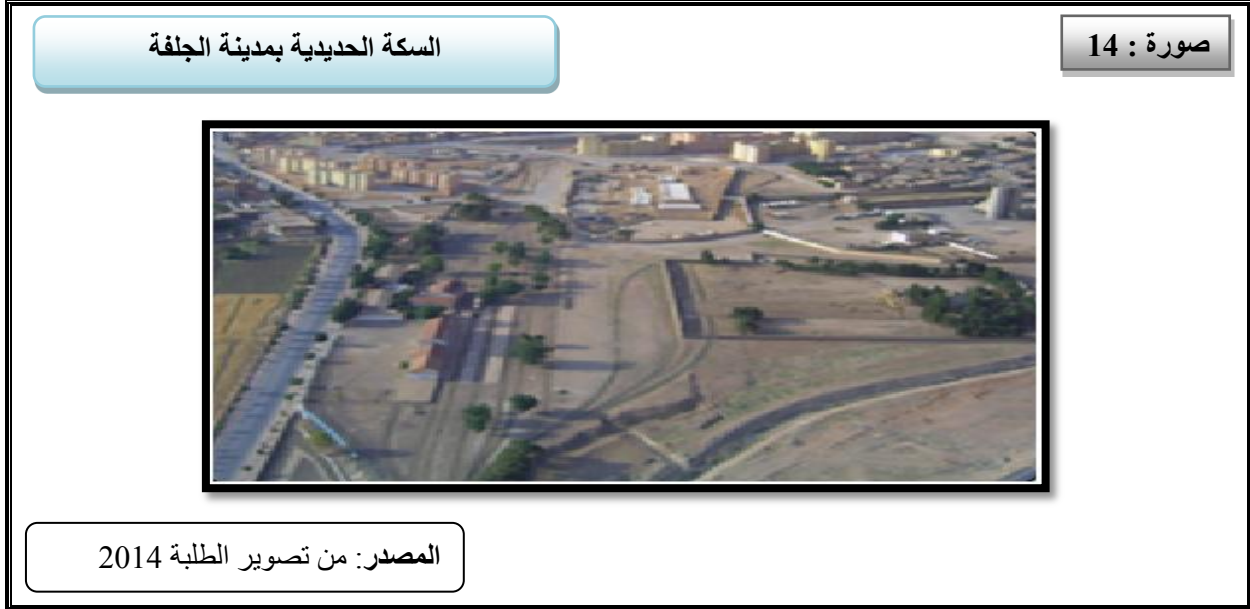 صورة : 14
السكة الحديدية بمدينة الجلفة
المصدر: من تصوير الطلبة 2014